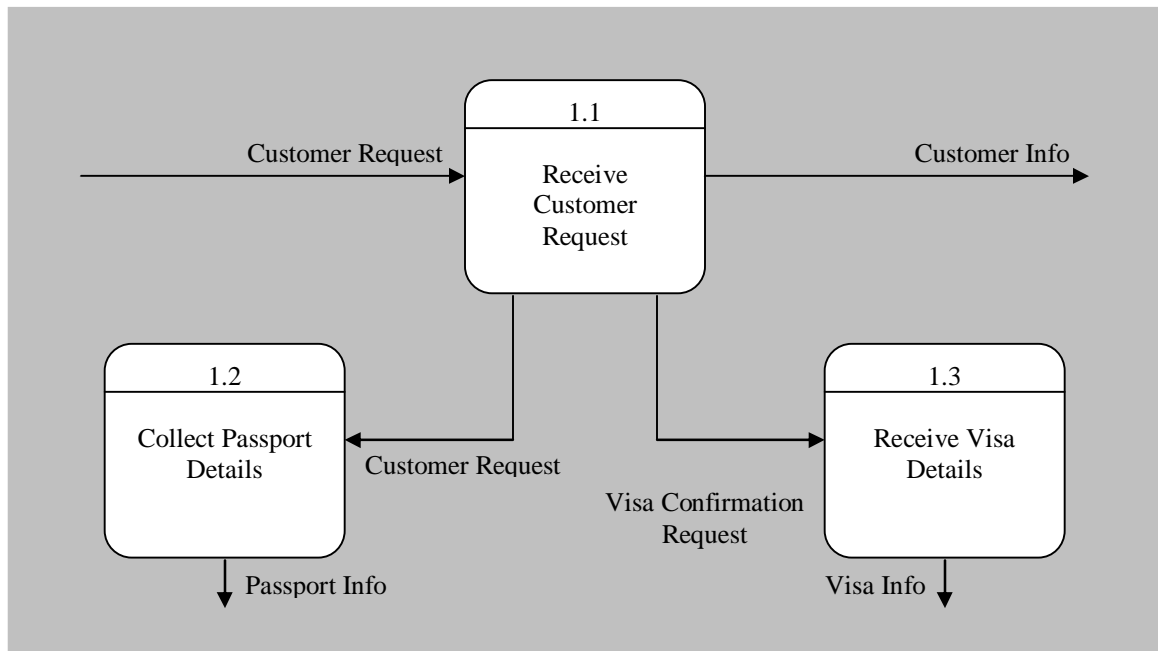 1.1
Customer Request
Customer Info
Receive
Customer
Request
1.2
1.3
Collect Passport
Details
Receive Visa
Details
Customer Request
Visa Confirmation
Request
Passport Info
Visa Info